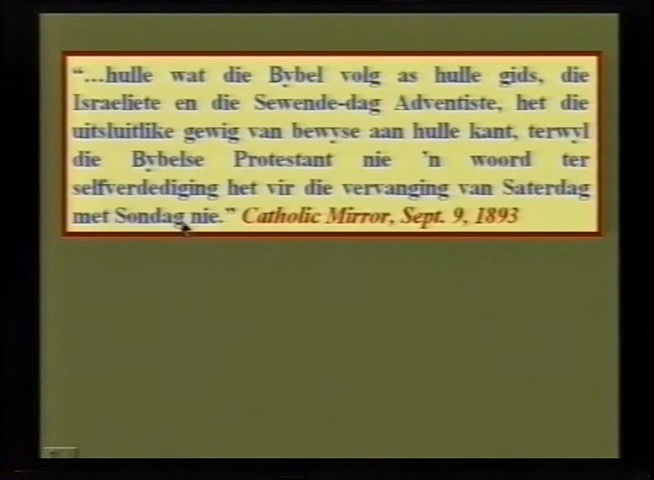 “...hulle wat die Bybel volg as hulle gids, die
Israeliete en die Sewende-dag Adventiste, het die
uitsluitlike gewig van bewyse aan hulle kant, terwyl
die Bybelse Protestant nie 'n woord ter
selfverdediging het vir die vervanging van Saterdag
met Sondag nie.” Catholic Mirror, Sept. 9, 1893